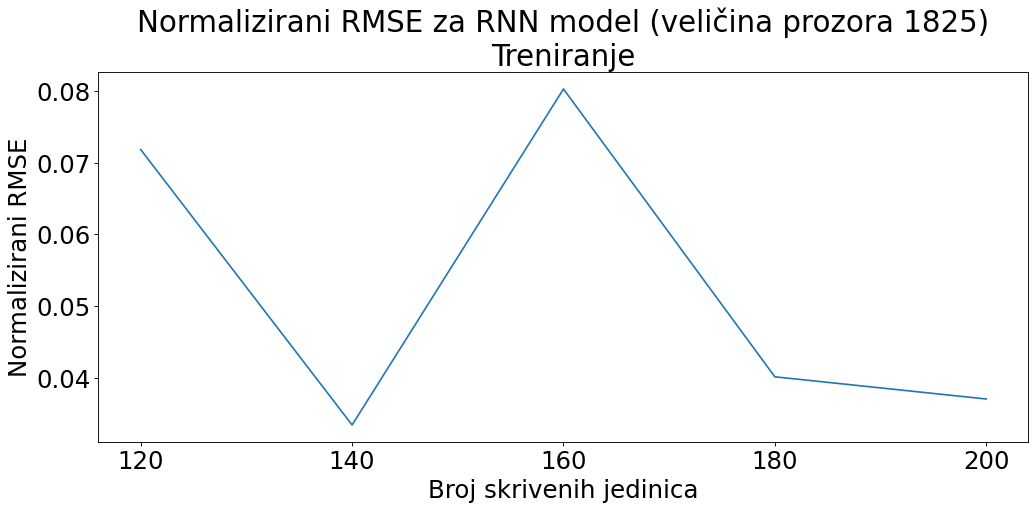 Normalizirani RMSE za RNN model (veličina prozora 1825)
Treniranje
Normalizirani RMSE
0.08
0.07
0.06
0.05
0.04
120 140 160 180 200
Broj skrivenih jedinica